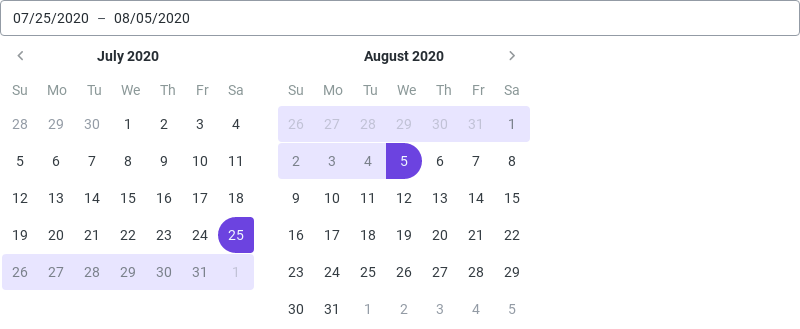 07/25/2020 – 08/05/2020
July 2020
Su Mo Tu We Th Fr Sa
28 29 30 1 2 3 4
5 6 7 8 9 10 11
12 13 14 15 16 17 18
19 20 21 22 23 24 25
26 27 28 29 30 31 1
August 2020
Su Mo Tu We Th Fr Sa
26 27 28 29 30 31 1
2 3 4 5 6 7 8
9 10 11 12 13 14 15
16 17 18 19 20 21 22
23 24 25 26 27 28 29
30 31 1 2 3 4 5